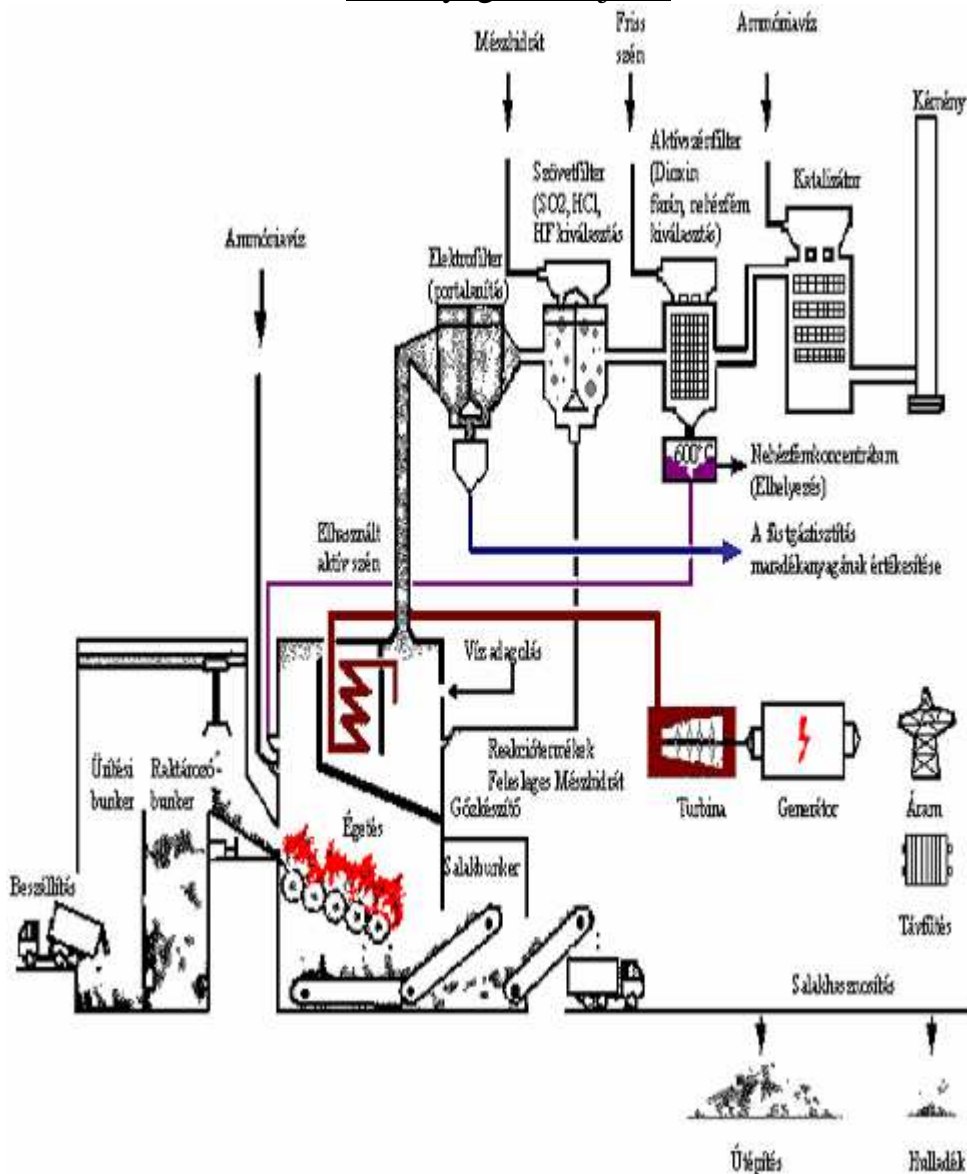 Mészhidrát
Friss
szén
Ammóniavíz
Kémény
Aktívszénfilter
(Dioxin
furán, nehézfém
kiválasztás)
Szövetfilter
(SO2, HCl,
HF kiválasztás
Katalizátor
Ammóniavíz
Elektrofilter
(portalanítás)
600°C
Nehézfémkoncentrátum
(Elhelyezés)
Elhasznált
aktív szén
A füstgáztisztítás
maradékanyagának értékesítése
Víz adagolás
Ürítési
bunker
Raktározó-
bunker
Reakciótermékek
Felesleges Mészhidrát
Gőzkészítő
Turbina
Generátor
Áram
Égetés
Salakbunker
Beszállítás
Távfűtés
Salakhasznosítás
Útépítés
Hulladék